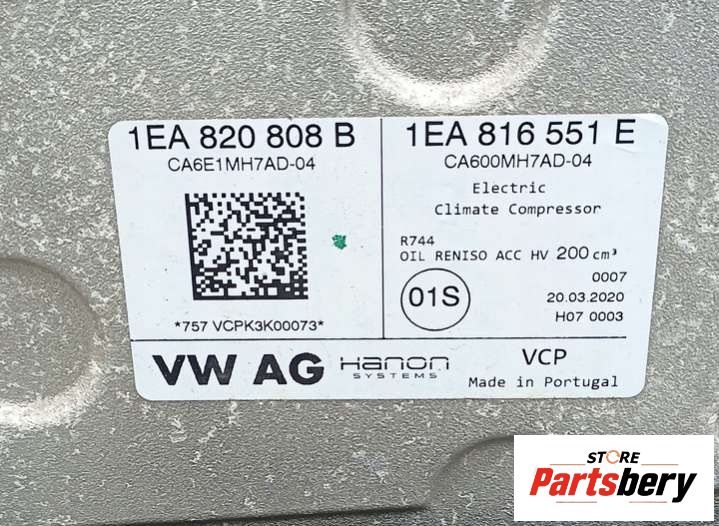 1EA 820 808 B
CA6E1MH7AD-04
*757 VCPK3K00073*
1EA 816 551 E
CA600MH7AD-04
Electric
Climate Compressor
R744
OIL RENISO ACC HV 200 cm³
01S
0007
20.03.2020
H07 0003
VW AG
Hanon
SYSTEMS
VCP
Made in Portugal
STORE
Partsbery